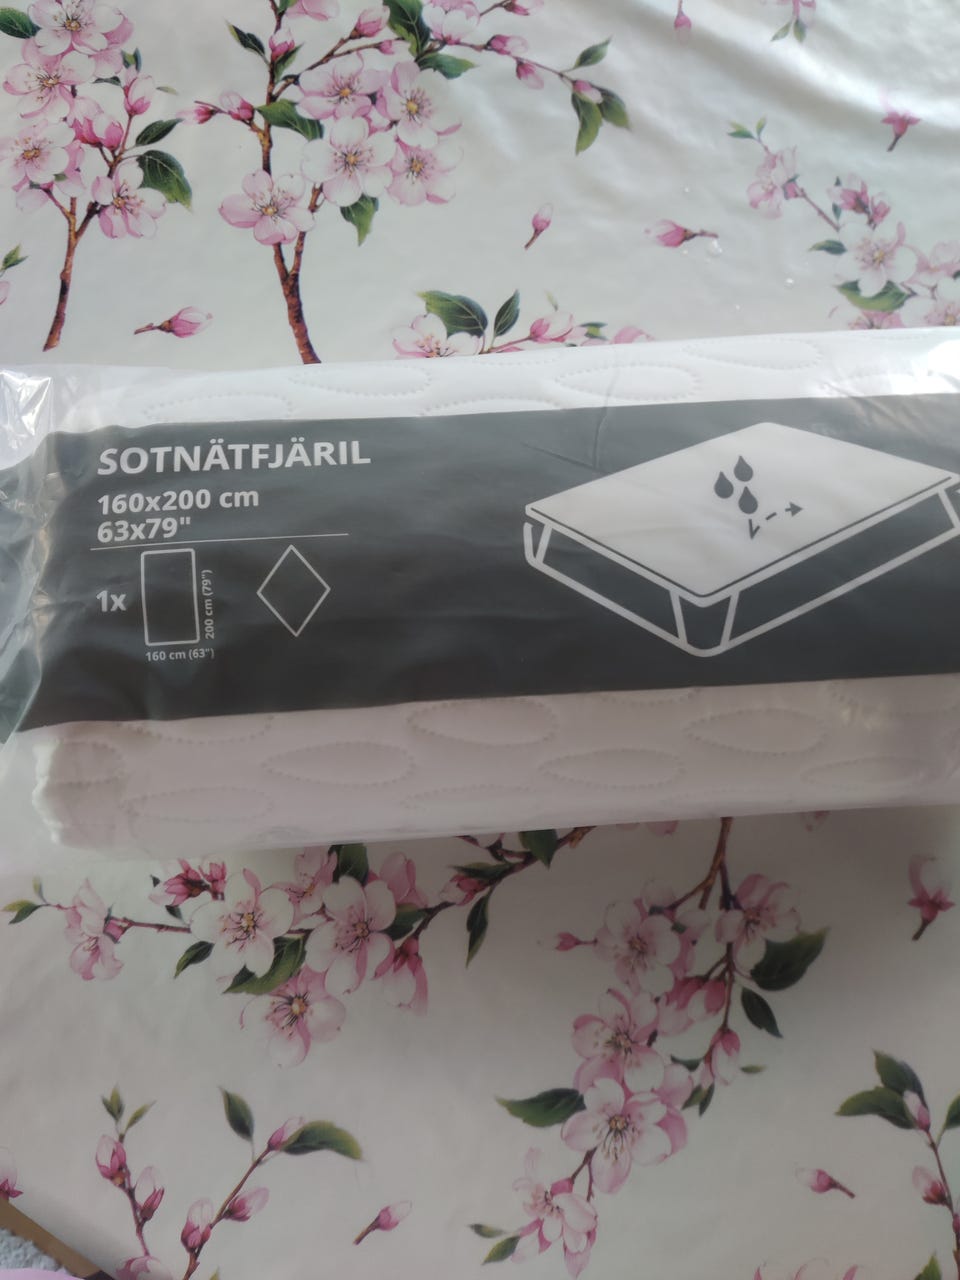 SOTNÄTFJÄRIL
160x200 cm
63x79"
1x
200 cm (79")
160 cm (63")